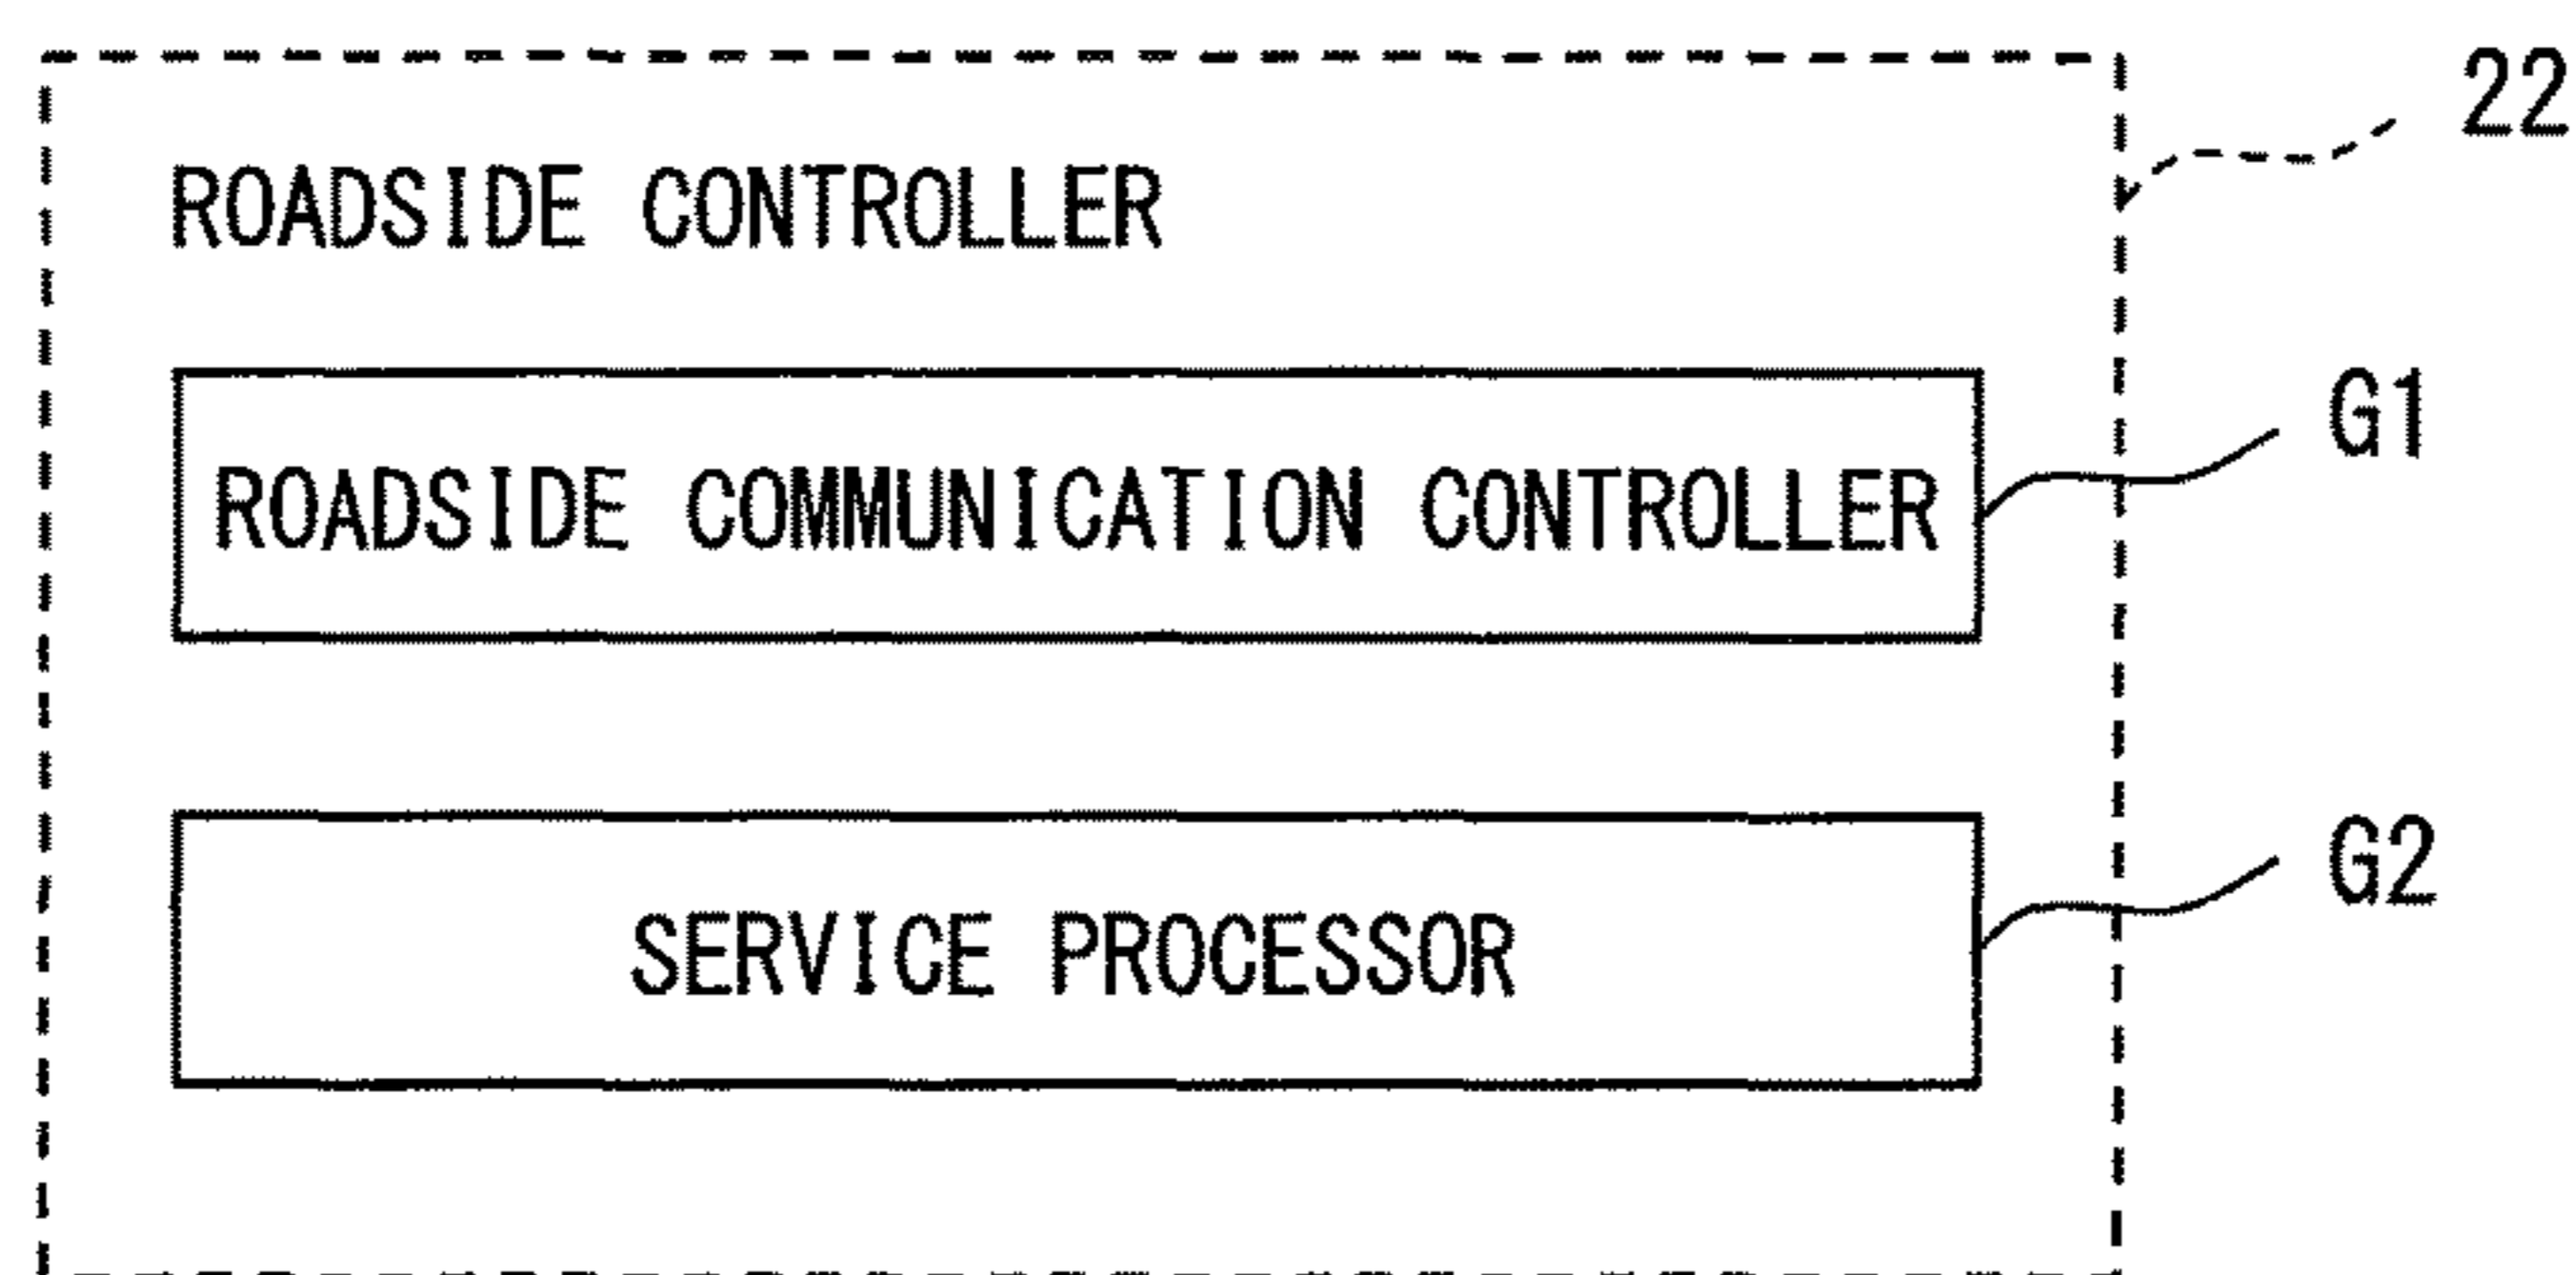 22
ROADSIDE CONTROLLER
G1
ROADSIDE COMMUNICATION CONTROLLER
G2
SERVICE PROCESSOR